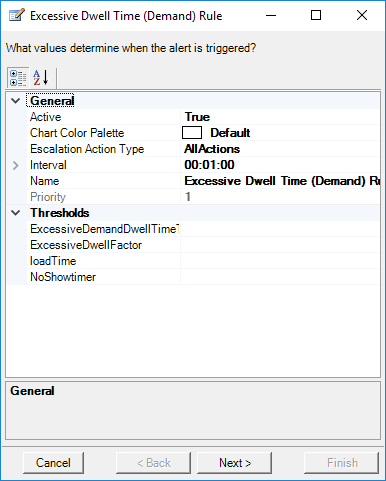 Excessive Dwell Time (Demand) Rule
What values determine when the alert is triggered?
General
Active True
Chart Color Palette Default
Escalation Action Type AllActions
Interval 00:01:00
Name Excessive Dwell Time (Demand) Ru
Priority 1
Thresholds
ExcessiveDemandDwellTimeT
ExcessiveDwellFactor
loadTime
NoShowtimer
General
Cancel < Back Next > Finish